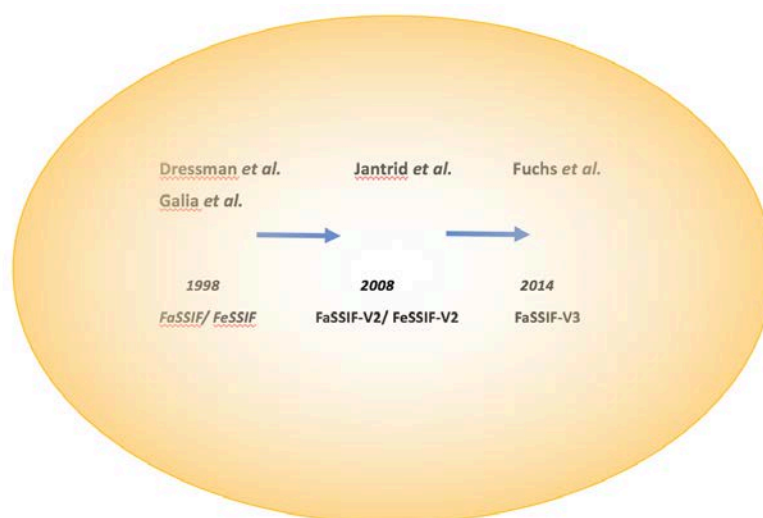 Dressman et al. Jantrid et al. Fuchs et al.
Galia et al.
1998 2008 2014
FaSSIF/ FeSSIF FaSSIF-V2/ FeSSIF-V2 FaSSIF-V3